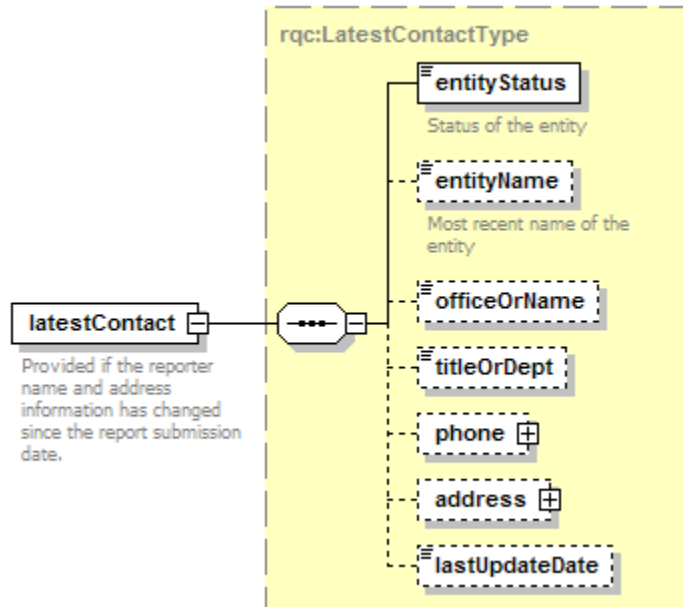 rqc:LatestContactType
entityStatus
Status of the entity
entityName
Most recent name of the
entity
officeOrName
latestContact
Provided if the reporter
name and address
information has changed
since the report submission
date.
titleOrDept
phone
address
lastUpdateDate